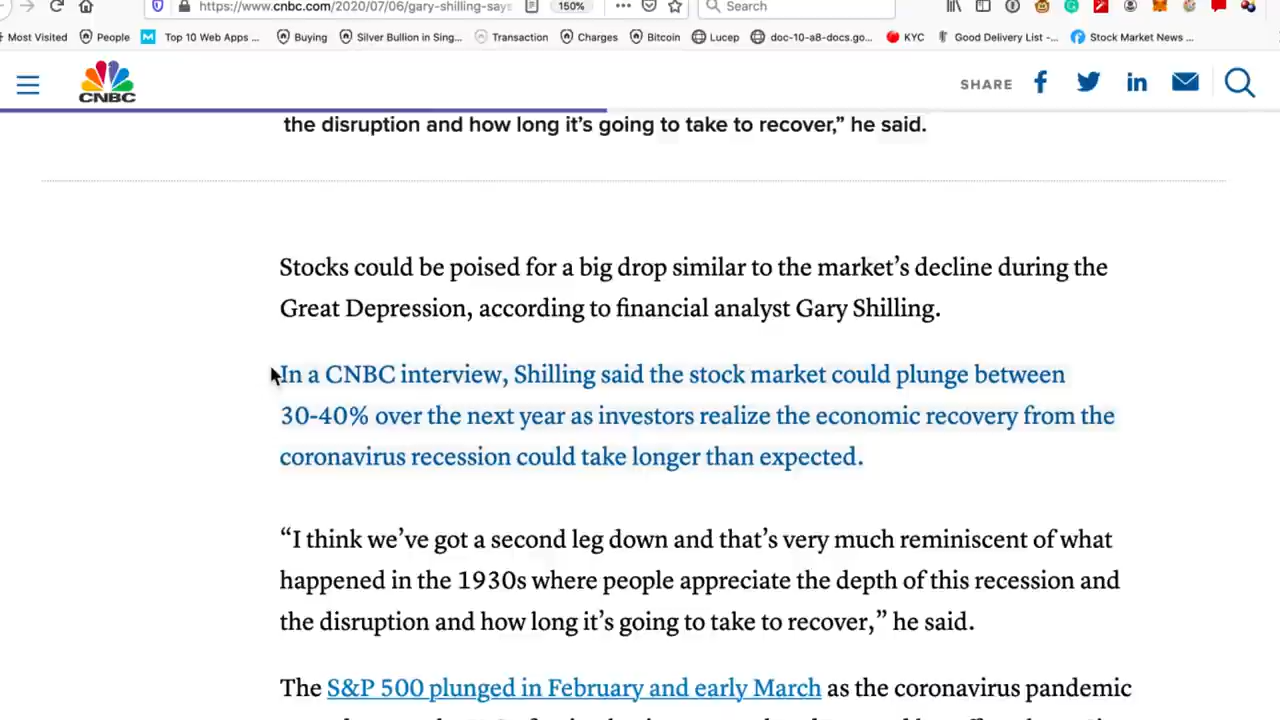 https://www.cnbc.com/2020/07/06/gary-shilling-says
150%
Search
Most Visited
People
Top 10 Web Apps ...
Buying
Silver Bullion in Sing...
Transaction
Charges
Bitcoin
Lucep
doc-10-a8-docs.go...
KYC
Good Delivery List -...
Stock Market News ...
CNBC
SHARE
the disruption and how long it’s going to take to recover,” he said.
Stocks could be poised for a big drop similar to the market’s decline during the
Great Depression, according to financial analyst Gary Shilling.
In a CNBC interview, Shilling said the stock market could plunge between
30-40% over the next year as investors realize the economic recovery from the
coronavirus recession could take longer than expected.
“I think we’ve got a second leg down and that’s very much reminiscent of what
happened in the 1930s where people appreciate the depth of this recession and
the disruption and how long it’s going to take to recover,” he said.
The S&P 500 plunged in February and early March as the coronavirus pandemic